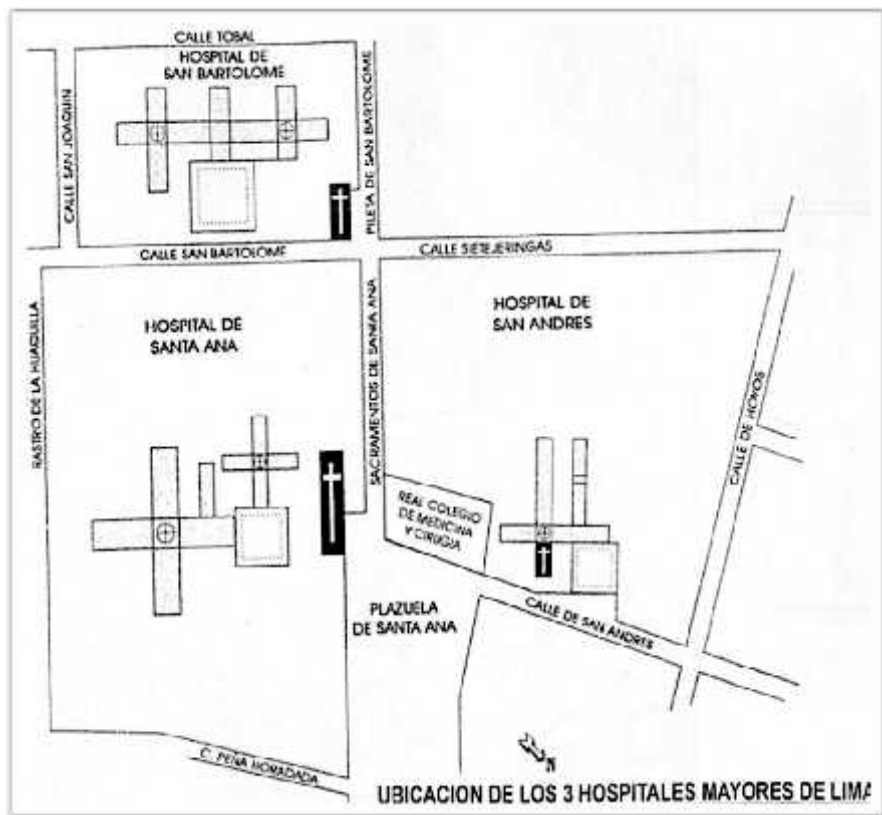 CALLE TOBAL
HOSPITAL DE
SAN BARTOLOME
CALLE SAN JOAQUIN
PILETA DE SAN BARTOLOME
CALLE SAN BARTOLOME
CALLE SIETEJERINGAS
RASTRO DE LA HUAQUILLA
HOSPITAL DE
SANTA ANA
SACRAMENTOS DE SANTA ANA
HOSPITAL DE
SAN ANDRES
CALLE DE
REAL COLEGIO
DE MEDICINA
Y CIRUGIA
PLAZUELA
DE SANTA ANA
CALLE DE SAN ANDRES
C. PEÑA HORADADA
N
UBICACION DE LOS 3 HOSPITALES MAYORES DE LIMA